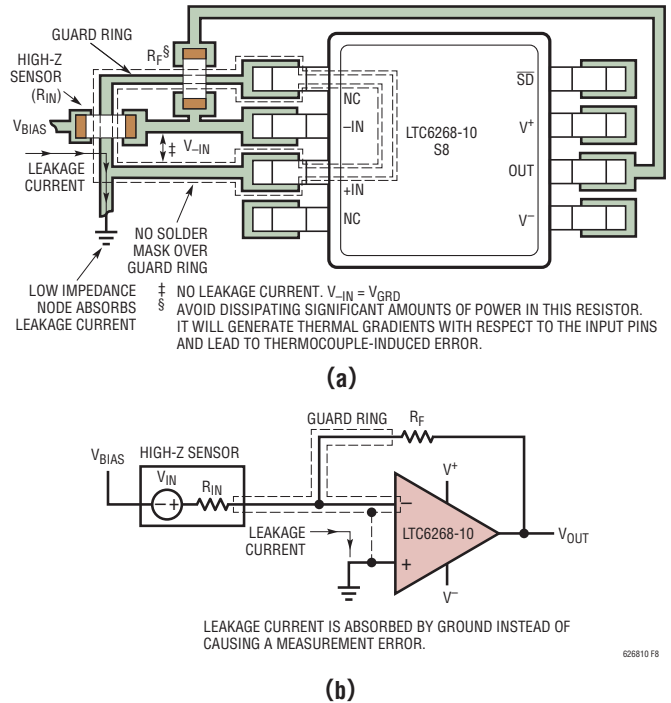 GUARD RING
HIGH-Z
SENSOR
(RIN)
RF§
VBIAS
LEAKAGE
CURRENT
‡ V–IN
NC
–IN
+IN
NC
LTC6268-10
S8
SD
V+
OUT
V–
NO SOLDER
MASK OVER
GUARD RING
LOW IMPEDANCE
NODE ABSORBS
LEAKAGE CURRENT
‡ NO LEAKAGE CURRENT. V–IN = VGRD
§ AVOID DISSIPATING SIGNIFICANT AMOUNTS OF POWER IN THIS RESISTOR.
IT WILL GENERATE THERMAL GRADIENTS WITH RESPECT TO THE INPUT PINS
AND LEAD TO THERMOCOUPLE-INDUCED ERROR.
(a)
GUARD RING
RF
VBIAS
HIGH-Z SENSOR
VIN
RIN
– +
V+
–
LTC6268-10
+
VOUT
LEAKAGE
CURRENT
V–
LEAKAGE CURRENT IS ABSORBED BY GROUND INSTEAD OF
CAUSING A MEASUREMENT ERROR.
626810 F8
(b)